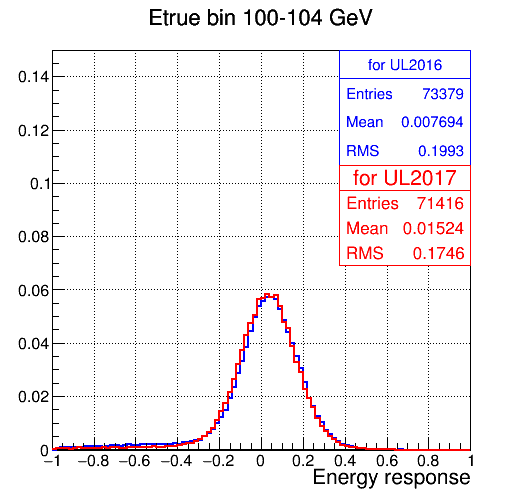 Etrue bin 100-104 GeV
for UL2016
Entries 73379
Mean 0.007694
RMS 0.1993
for UL2017
Entries 71416
Mean 0.01524
RMS 0.1746
0.14
0.12
0.1
0.08
0.06
0.04
0.02
0
−1 −0.8 −0.6 −0.4 −0.2 0 0.2 0.4 0.6 0.8 1
Energy response